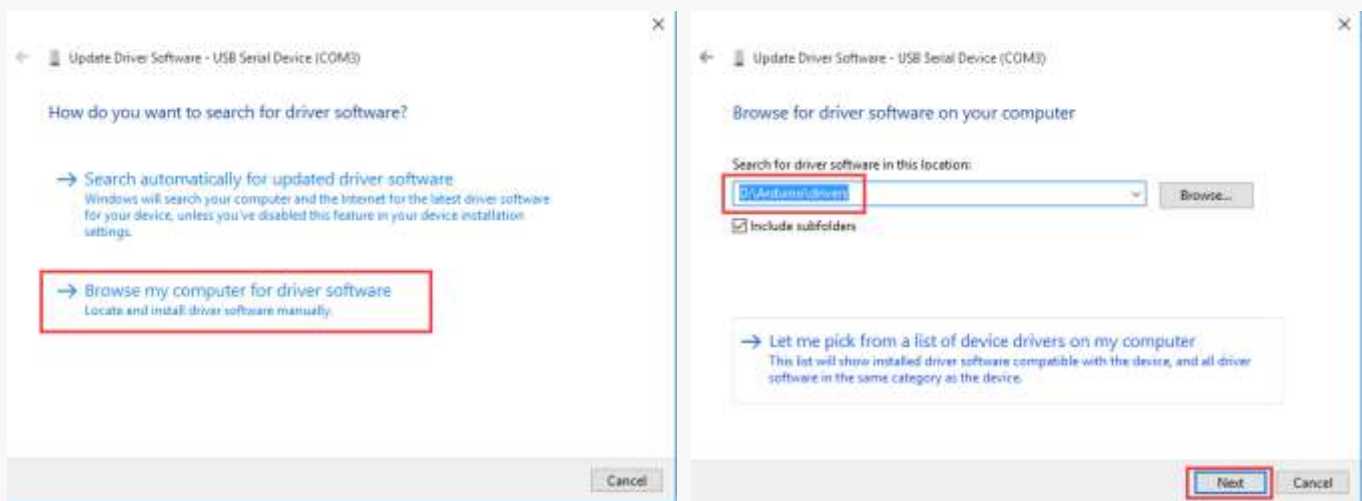 Update Driver Software - USB Serial Device (COM3)
How do you want to search for driver software?
Search automatically for updated driver software
Windows will search your computer and the Internet for the latest driver software
for your device, unless you've disabled this feature in your device installation
settings.
Browse my computer for driver software
Locate and install driver software manually.
Cancel
Update Driver Software - USB Serial Device (COM3)
Browse for driver software on your computer
Search for driver software in this location:
D:\Arduino\drivers
Browse...
Include subfolders
Let me pick from a list of device drivers on my computer
This list will show installed driver software compatible with the device, and all driver
software in the same category as the device.
Next
Cancel